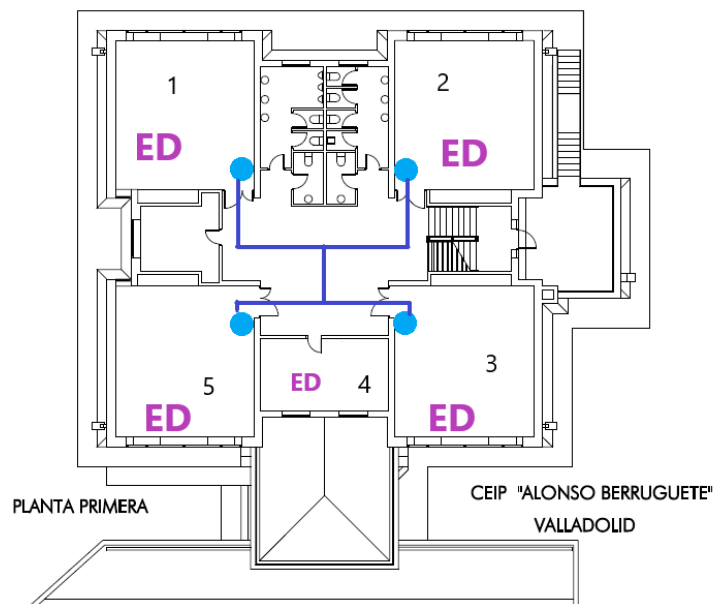 1
2
ED
ED
3
ED
4
5
ED
ED
PLANTA PRIMERA
CEIP "ALONSO BERRUGUETE"
VALLADOLID